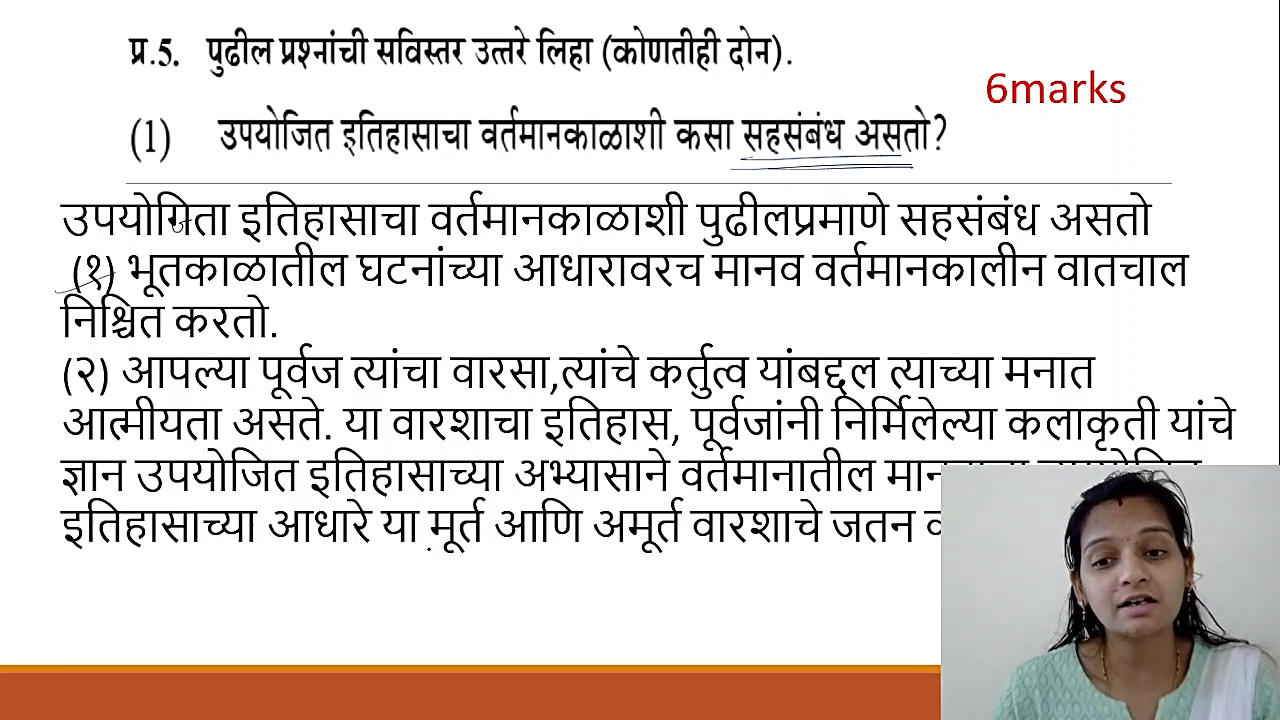 प्र.5. पुढील प्रश्नांची सविस्तर उत्तरे लिहा (कोणतीही दोन).
6marks
(1) उपयोजित इतिहासाचा वर्तमानकाळाशी कसा सहसंबंध असतो?
उपयोगिता इतिहासाचा वर्तमानकाळाशी पुढीलप्रमाणे सहसंबंध असतो
(१) भूतकाळातील घटनांच्या आधारावरच मानव वर्तमानकालीन वातचाल
निश्चित करतो.
(२) आपल्या पूर्वज त्यांचा वारसा,त्यांचे कर्तुत्व यांबद्दल त्याच्या मनात
आत्मीयता असते. या वारशाचा इतिहास, पूर्वजांनी निर्मिलेल्या कलाकृती यांचे
ज्ञान उपयोजित इतिहासाच्या अभ्यासाने वर्तमानातील
इतिहासाच्या आधारे या मूर्त आणि अमूर्त वारशाचे जतन